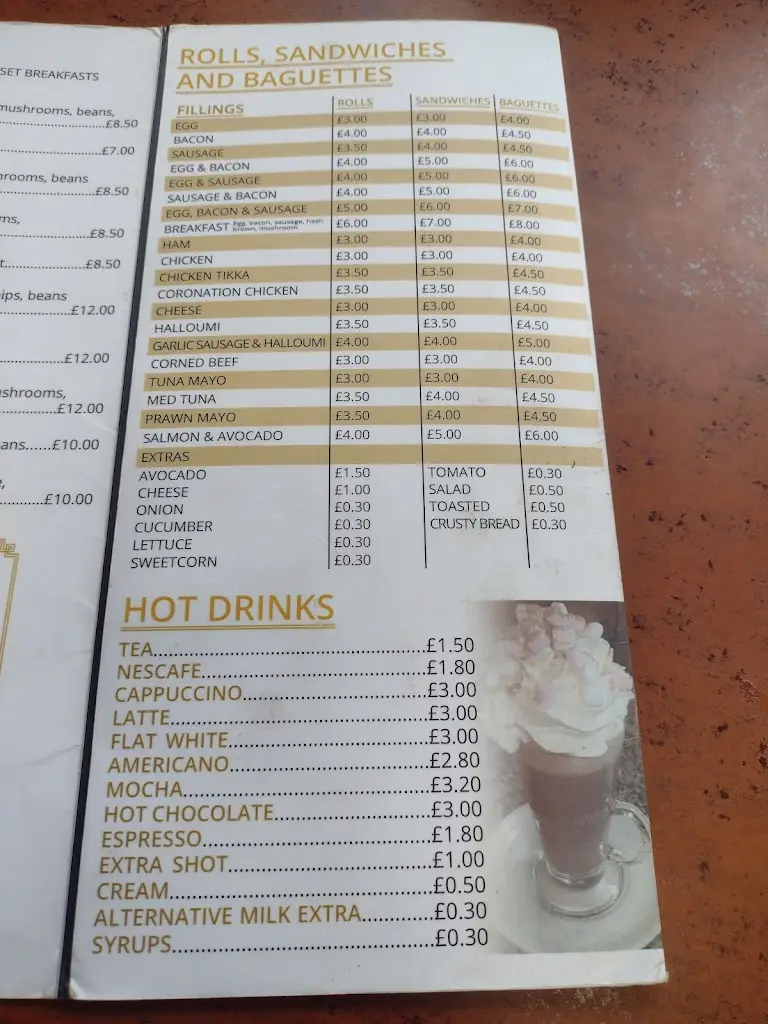 SET BREAKFASTS
mushrooms, beans,
£8.50
£7.00
rooms, beans
£8.50
£8.50
£8.50
ips, beans
£12.00
£12.00
shrooms,
£12.00
ans......£10.00
£10.00
ROLLS, SANDWICHES
AND BAGUETTES
FILLINGS ROLLS SANDWICHES BAGUETTES
EGG £3.00 £3.00 £4.00
BACON £4.00 £4.00 £4.50
SAUSAGE £3.50 £4.00 £4.50
EGG & BACON £4.00 £5.00 £6.00
EGG & SAUSAGE £4.00 £5.00 £6.00
SAUSAGE & BACON £4.00 £5.00 £6.00
EGG, BACON & SAUSAGE £5.00 £6.00 £7.00
BREAKFAST Egg, bacon, sausage, hash brown, mushroom £6.00 £7.00 £8.00
HAM £3.00 £3.00 £4.00
CHICKEN £3.00 £3.00 £4.00
CHICKEN TIKKA £3.50 £3.50 £4.50
CORONATION CHICKEN £3.50 £3.50 £4.50
CHEESE £3.00 £3.00 £4.00
HALLOUMI £3.50 £3.50 £4.50
GARLIC SAUSAGE & HALLOUMI £4.00 £4.00 £5.00
CORNED BEEF £3.00 £3.00 £4.00
TUNA MAYO £3.00 £3.00 £4.00
MED TUNA £3.50 £4.00 £4.50
PRAWN MAYO £3.50 £4.00 £4.50
SALMON & AVOCADO £4.00 £5.00 £6.00
EXTRAS
AVOCADO £1.50 TOMATO £0.30
CHEESE £1.00 SALAD £0.50
ONION £0.30 TOASTED £0.50
CUCUMBER £0.30 CRUSTY BREAD £0.30
LETTUCE £0.30
SWEETCORN £0.30
HOT DRINKS
TEA £1.50
NESCAFE £1.80
CAPPUCCINO £3.00
LATTE £3.00
FLAT WHITE £3.00
AMERICANO £2.80
MOCHA £3.20
HOT CHOCOLATE £3.00
ESPRESSO £1.80
EXTRA SHOT £1.00
CREAM £0.50
ALTERNATIVE MILK EXTRA £0.30
SYRUPS £0.30